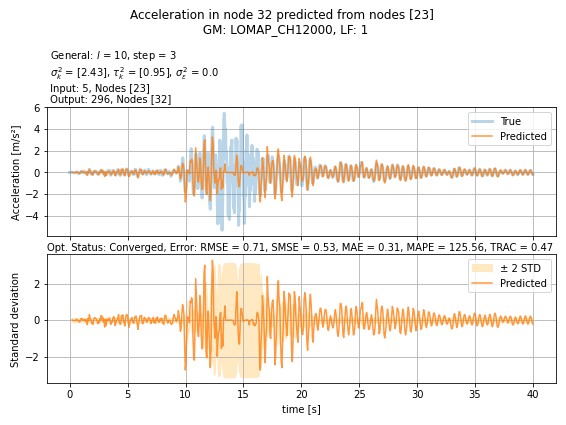 Acceleration in node 32 predicted from nodes [23]
GM: LOMAP_CH12000, LF: 1
General: l = 10, step = 3
σ²ₖ = [2.43], τ²ₖ = [0.95], σ²ε = 0.0
Input: 5, Nodes [23]
Output: 296, Nodes [32]
Acceleration [m/s²]
6
4
2
0
−2
−4
True
Predicted
Opt. Status: Converged, Error: RMSE = 0.71, SMSE = 0.53, MAE = 0.31, MAPE = 125.56, TRAC = 0.47
Standard deviation
2
0
−2
± 2 STD
Predicted
0 5 10 15 20 25 30 35 40
time [s]